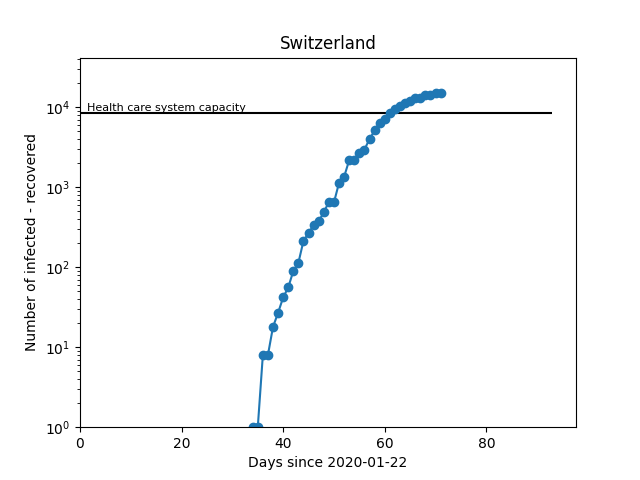 Switzerland
Number of infected - recovered
10⁴
10³
10²
10¹
10⁰
Health care system capacity
0 20 40 60 80
Days since 2020-01-22